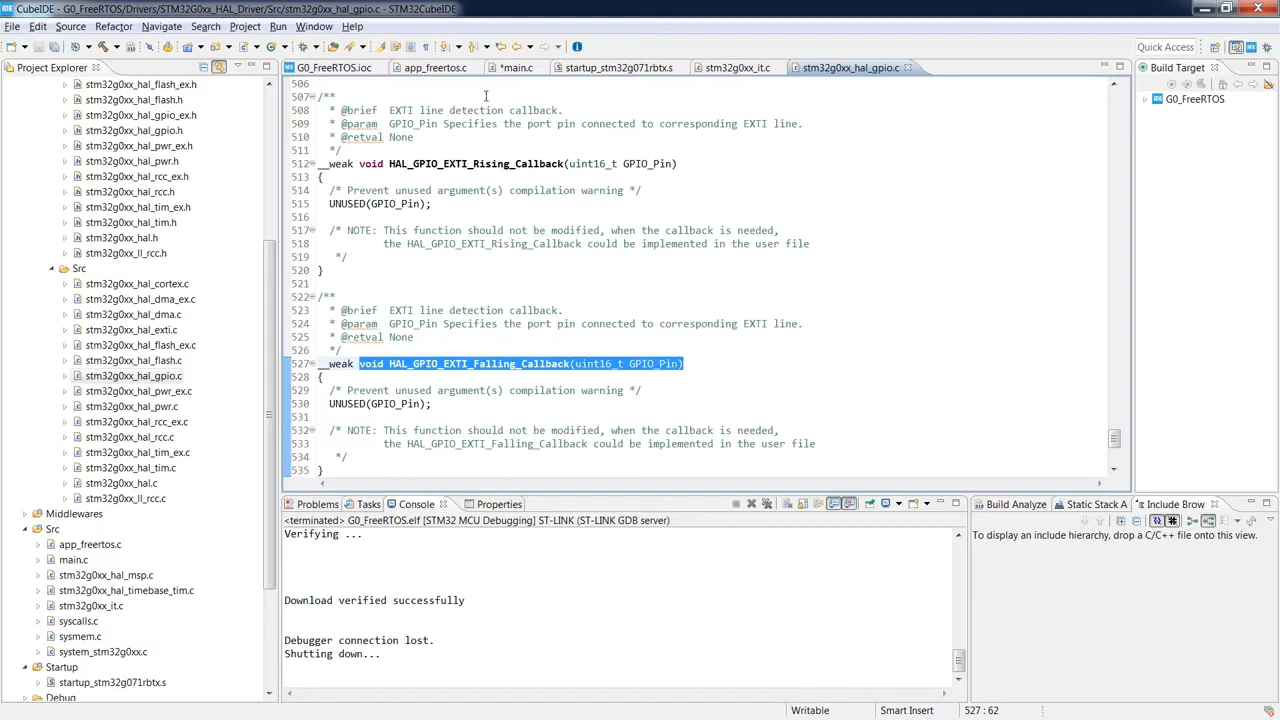 CubeIDE - G0_FreeRTOS/Drivers/STM32G0xx_HAL_Driver/Src/stm32g0xx_hal_gpio.c - STM32CubeIDE
File Edit Source Refactor Navigate Search Project Run Window Help
Quick Access
Project Explorer
stm32g0xx_hal_flash_ex.h
stm32g0xx_hal_flash.h
stm32g0xx_hal_gpio_ex.h
stm32g0xx_hal_gpio.h
stm32g0xx_hal_pwr_ex.h
stm32g0xx_hal_pwr.h
stm32g0xx_hal_rcc_ex.h
stm32g0xx_hal_rcc.h
stm32g0xx_hal_tim_ex.h
stm32g0xx_hal_tim.h
stm32g0xx_hal.h
stm32g0xx_ll_rcc.h
Src
stm32g0xx_hal_cortex.c
stm32g0xx_hal_dma_ex.c
stm32g0xx_hal_dma.c
stm32g0xx_hal_exti.c
stm32g0xx_hal_flash_ex.c
stm32g0xx_hal_flash.c
stm32g0xx_hal_gpio.c
stm32g0xx_hal_pwr_ex.c
stm32g0xx_hal_pwr.c
stm32g0xx_hal_rcc_ex.c
stm32g0xx_hal_rcc.c
stm32g0xx_hal_tim_ex.c
stm32g0xx_hal_tim.c
stm32g0xx_hal.c
stm32g0xx_ll_rcc.c
Middlewares
Src
app_freertos.c
main.c
stm32g0xx_hal_msp.c
stm32g0xx_hal_timebase_tim.c
stm32g0xx_it.c
syscalls.c
sysmem.c
system_stm32g0xx.c
Startup
startup_stm32g071rbtx.s
Debug
G0_FreeRTOS.ioc app_freertos.c *main.c startup_stm32g071rbtx.s stm32g0xx_it.c stm32g0xx_hal_gpio.c
506
507 /**
508 * @brief EXTI line detection callback.
509 * @param GPIO_Pin Specifies the port pin connected to corresponding EXTI line.
510 * @retval None
511 */
512 __weak void HAL_GPIO_EXTI_Rising_Callback(uint16_t GPIO_Pin)
513 {
514 /* Prevent unused argument(s) compilation warning */
515 UNUSED(GPIO_Pin);
516
517 /* NOTE: This function should not be modified, when the callback is needed,
518 the HAL_GPIO_EXTI_Rising_Callback could be implemented in the user file
519 */
520 }
521
522 /**
523 * @brief EXTI line detection callback.
524 * @param GPIO_Pin Specifies the port pin connected to corresponding EXTI line.
525 * @retval None
526 */
527 __weak void HAL_GPIO_EXTI_Falling_Callback(uint16_t GPIO_Pin)
528 {
529 /* Prevent unused argument(s) compilation warning */
530 UNUSED(GPIO_Pin);
531
532 /* NOTE: This function should not be modified, when the callback is needed,
533 the HAL_GPIO_EXTI_Falling_Callback could be implemented in the user file
534 */
535 }
Build Target
G0_FreeRTOS
Problems Tasks Console Properties
<terminated> G0_FreeRTOS.elf [STM32 MCU Debugging] ST-LINK (ST-LINK GDB server)
Verifying ...
Download verified successfully
Debugger connection lost.
Shutting down...
Build Analyze Static Stack A Include Brow
To display an include hierarchy, drop a C/C++ file onto this view.
Writable Smart Insert 527 : 62